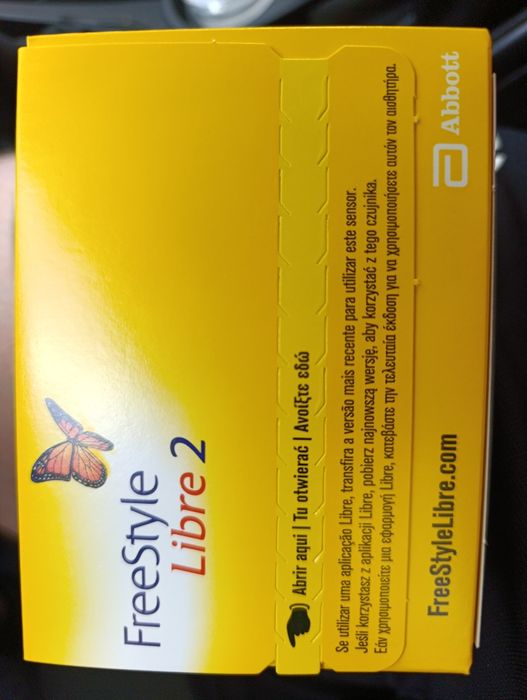 FreeStyle
Libre 2
Abrir aqui | Tu otwierać | Ανοίξτε εδώ
Se utilizar uma aplicação Libre, transfira a versão mais recente para utilizar este sensor.
Jeśli korzystasz z aplikacji Libre, pobierz najnowszą wersję, aby korzystać z tego czujnika.
Εάν χρησιμοποιείτε μια εφαρμογή Libre, κατεβάστε την τελευταία έκδοση για να χρησιμοποιήσετε αυτόν τον αισθητήρα.
FreeStyleLibre.com
Abbott